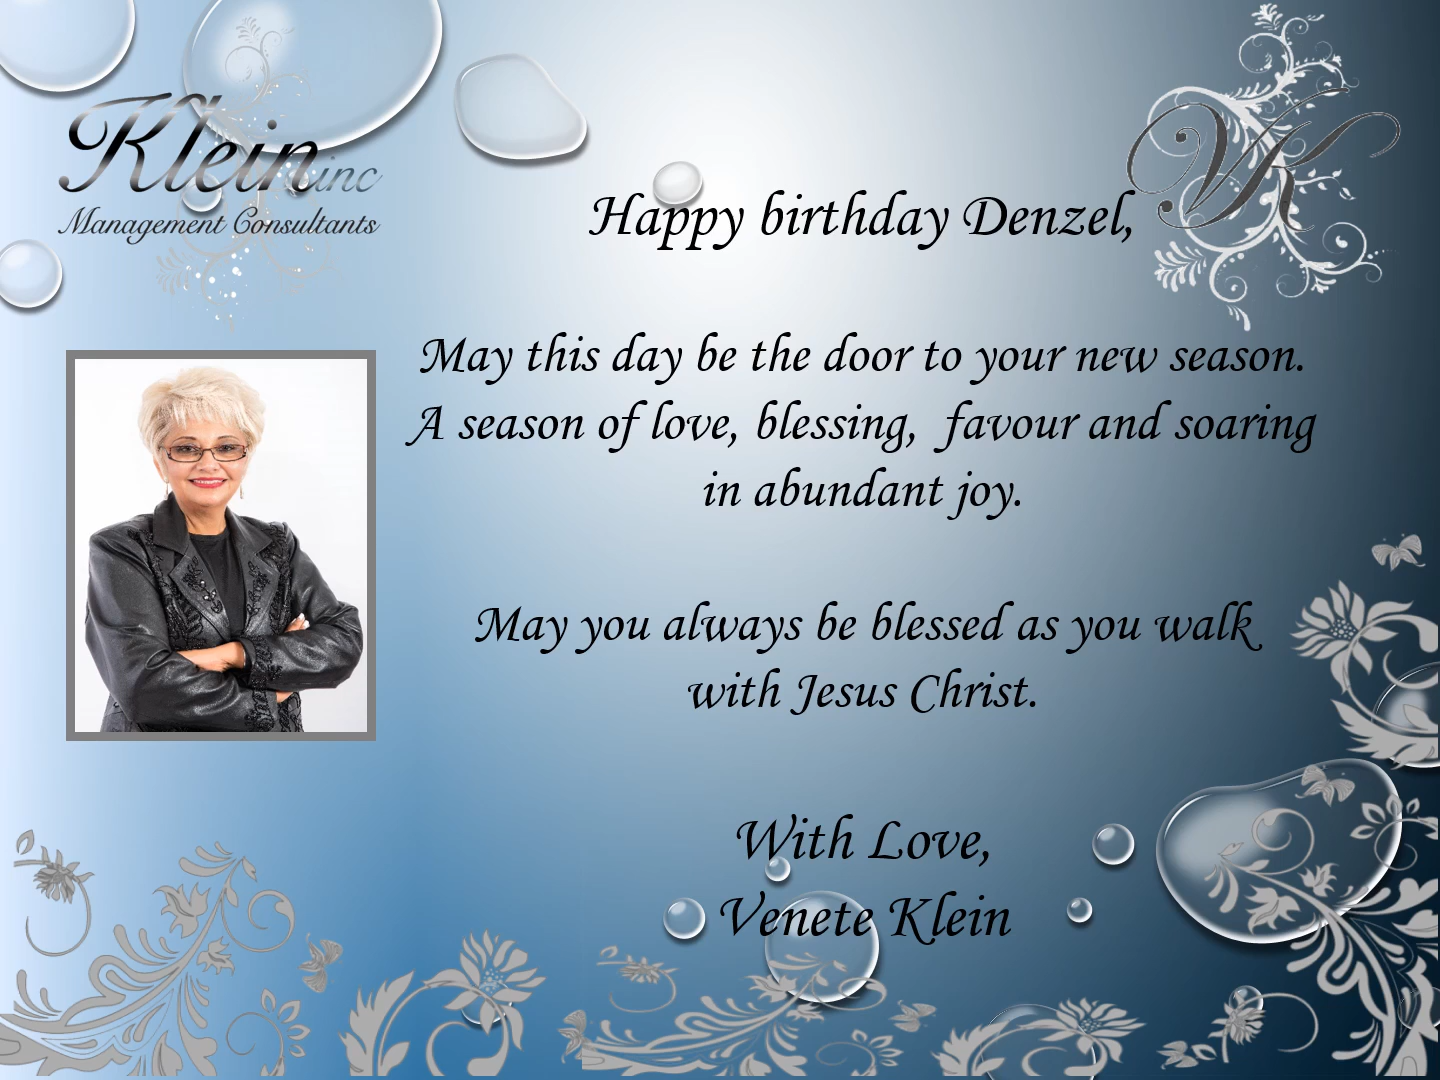 Klein inc
Management Consultants
VK
Happy birthday Denzel,
May this day be the door to your new season.
A season of love, blessing, favour and soaring
in abundant joy.
May you always be blessed as you walk
with Jesus Christ.
With Love,
Venete Klein